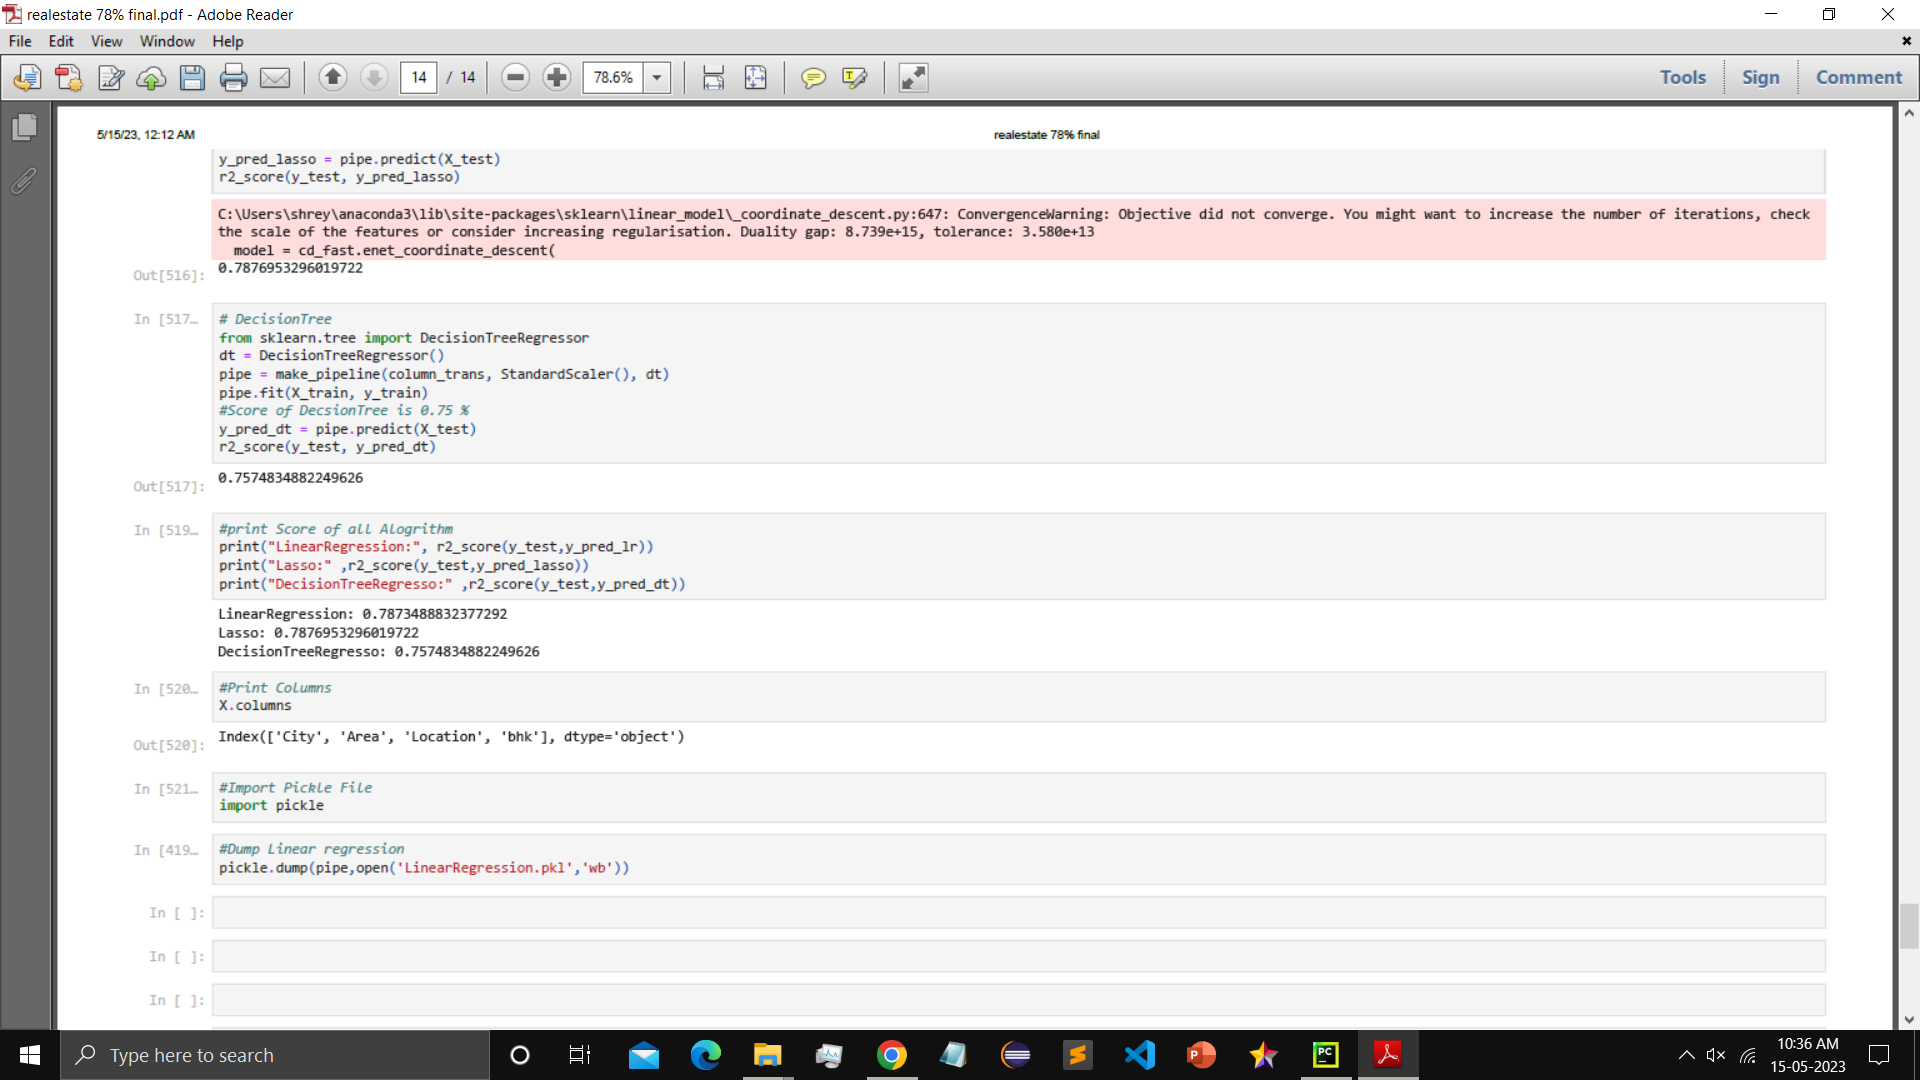 realestate 78% final.pdf - Adobe Reader
File Edit View Window Help
14 / 14 78.6% Tools Sign Comment
5/15/23, 12:12 AM realestate 78% final
y_pred_lasso = pipe.predict(X_test)
r2_score(y_test, y_pred_lasso)
C:\Users\shrey\anaconda3\lib\site-packages\sklearn\linear_model\_coordinate_descent.py:647: ConvergenceWarning: Objective did not converge. You might want to increase the number of iterations, check
the scale of the features or consider increasing regularisation. Duality gap: 8.739e+15, tolerance: 3.580e+13
model = cd_fast.enet_coordinate_descent(
Out[516]: 0.7876953296019722
In [517… # DecisionTree
from sklearn.tree import DecisionTreeRegressor
dt = DecisionTreeRegressor()
pipe = make_pipeline(column_trans, StandardScaler(), dt)
pipe.fit(X_train, y_train)
#Score of DecsionTree is 0.75 %
y_pred_dt = pipe.predict(X_test)
r2_score(y_test, y_pred_dt)
Out[517]: 0.7574834882249626
In [519… #print Score of all Alogrithm
print("LinearRegression:", r2_score(y_test,y_pred_lr))
print("Lasso:" ,r2_score(y_test,y_pred_lasso))
print("DecisionTreeRegresso:" ,r2_score(y_test,y_pred_dt))
LinearRegression: 0.7873488832377292
Lasso: 0.7876953296019722
DecisionTreeRegresso: 0.7574834882249626
In [520… #Print Columns
X.columns
Out[520]: Index(['City', 'Area', 'Location', 'bhk'], dtype='object')
In [521… #Import Pickle File
import pickle
In [419… #Dump Linear regression
pickle.dump(pipe,open('LinearRegression.pkl','wb'))
In [ ]:
In [ ]:
In [ ]:
Type here to search
10:36 AM
15-05-2023